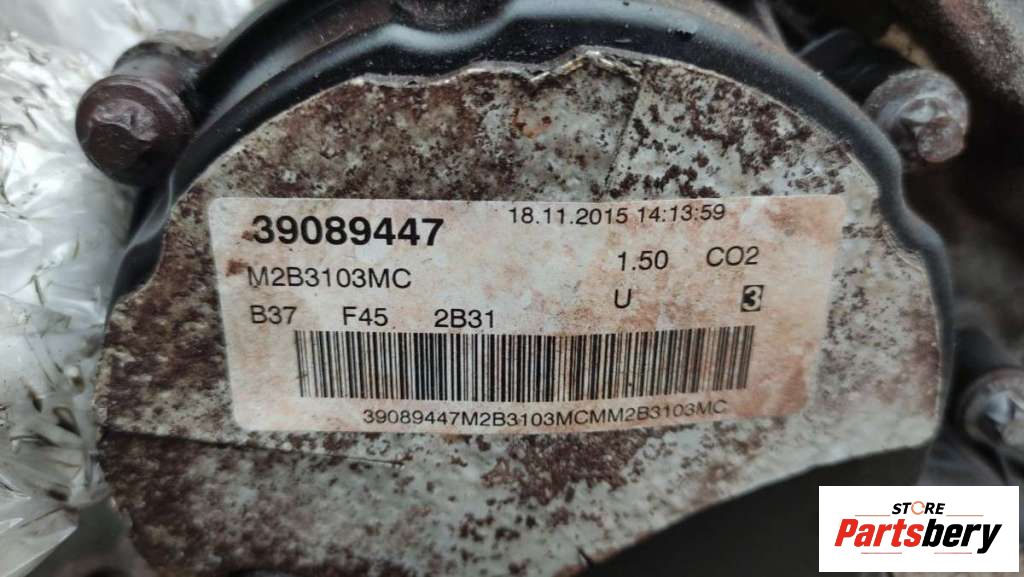 39089447 18.11.2015 14:13:59
M2B3103MC 1.50 CO2
B37 F45 2B31 U 3
39089447M2B3103MCMM2B3103MC
STORE
Partsbery